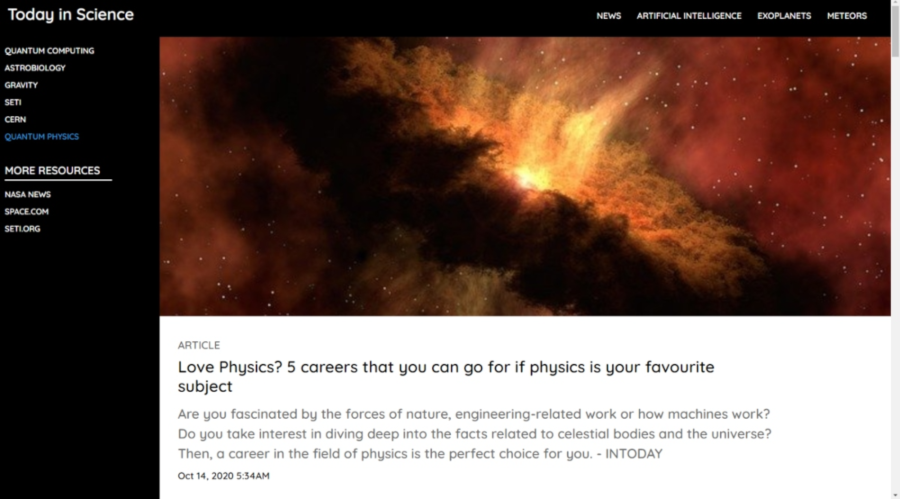 Today in Science
NEWS
ARTIFICIAL INTELLIGENCE
EXOPLANETS
METEORS
QUANTUM COMPUTING
ASTROBIOLOGY
GRAVITY
SETI
CERN
QUANTUM PHYSICS
MORE RESOURCES
NASA NEWS
SPACE.COM
SETI.ORG
ARTICLE
Love Physics? 5 careers that you can go for if physics is your favourite
subject
Are you fascinated by the forces of nature, engineering-related work or how machines work?
Do you take interest in diving deep into the facts related to celestial bodies and the universe?
Then, a career in the field of physics is the perfect choice for you. - INTODAY
Oct 14, 2020 5:34AM